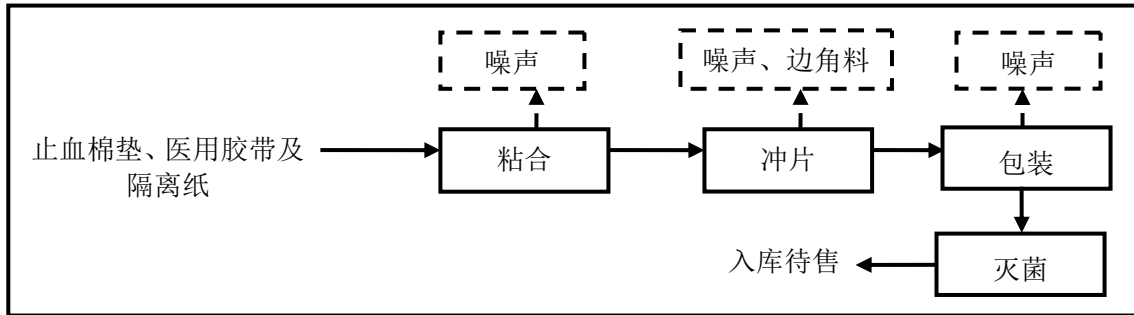 噪声
噪声、边角料
噪声
止血棉垫、医用胶带及
隔离纸
粘合
冲片
包装
入库待售
灭菌